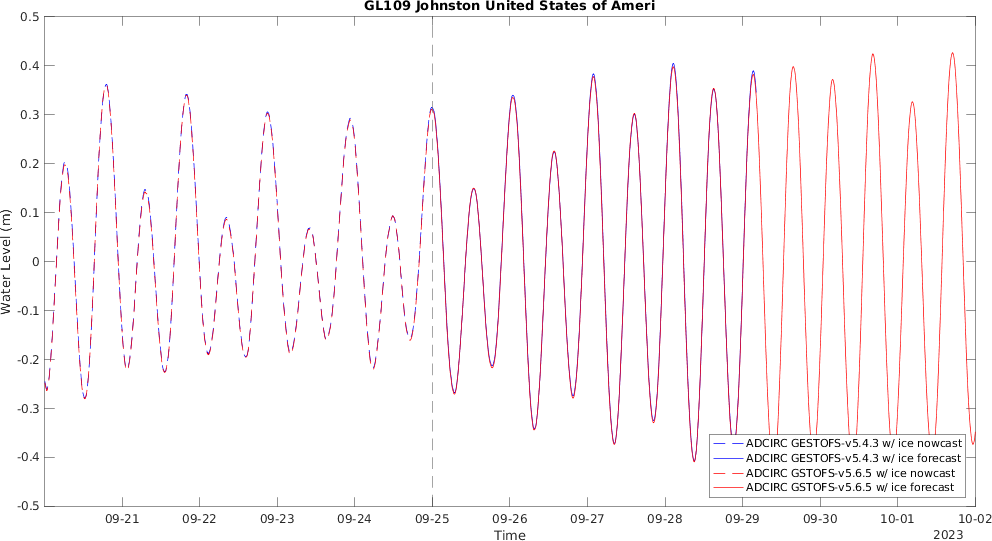 GL109 Johnston United States of Ameri
0.5
0.4
0.3
0.2
0.1
0
-0.1
-0.2
-0.3
-0.4
-0.5
Water Level (m)
ADCIRC GESTOFS-v5.4.3 w/ ice nowcast
ADCIRC GESTOFS-v5.4.3 w/ ice forecast
ADCIRC GSTOFS-v5.6.5 w/ ice nowcast
ADCIRC GSTOFS-v5.6.5 w/ ice forecast
09-21 09-22 09-23 09-24 09-25 09-26 09-27 09-28 09-29 09-30 10-01 10-02
Time
2023